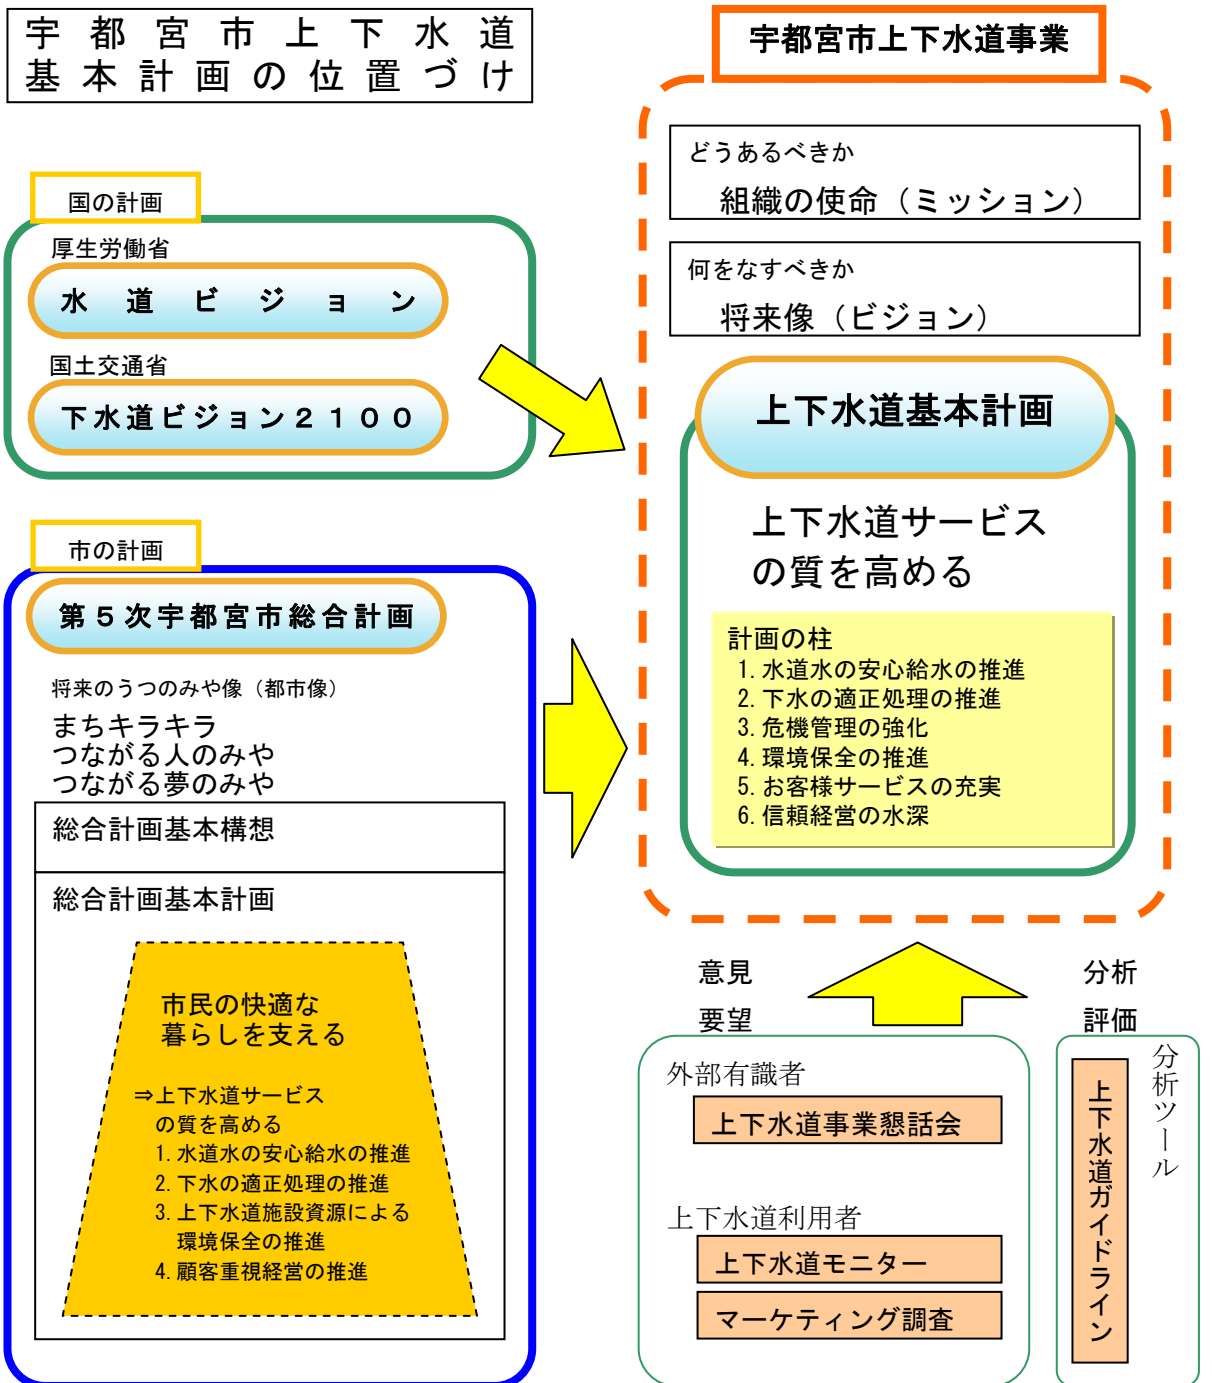 宇都宮市上下水道
基本計画の位置づけ
国の計画
厚生労働省
水道ビジョン
国土交通省
下水道ビジョン２１００
市の計画
第５次宇都宮市総合計画
将来のうつのみや像（都市像）
まちキラキラ
つながる人のみや
つながる夢のみや
総合計画基本構想
総合計画基本計画
市民の快適な
暮らしを支える
⇒上下水道サービス
の質を高める
1.水道水の安心給水の推進
2.下水の適正処理の推進
3.上下水道施設資源による
環境保全の推進
4.顧客重視経営の推進
宇都宮市上下水道事業
どうあるべきか
組織の使命（ミッション）
何をなすべきか
将来像（ビジョン）
上下水道基本計画
上下水道サービス
の質を高める
計画の柱
1.水道水の安心給水の推進
2.下水の適正処理の推進
3.危機管理の強化
4.環境保全の推進
5.お客様サービスの充実
6.信頼経営の水深
意見
要望
分析
評価
外部有識者
上下水道事業懇話会
上下水道利用者
上下水道モニター
マーケティング調査
分析ツール
上下水道ガイドライン